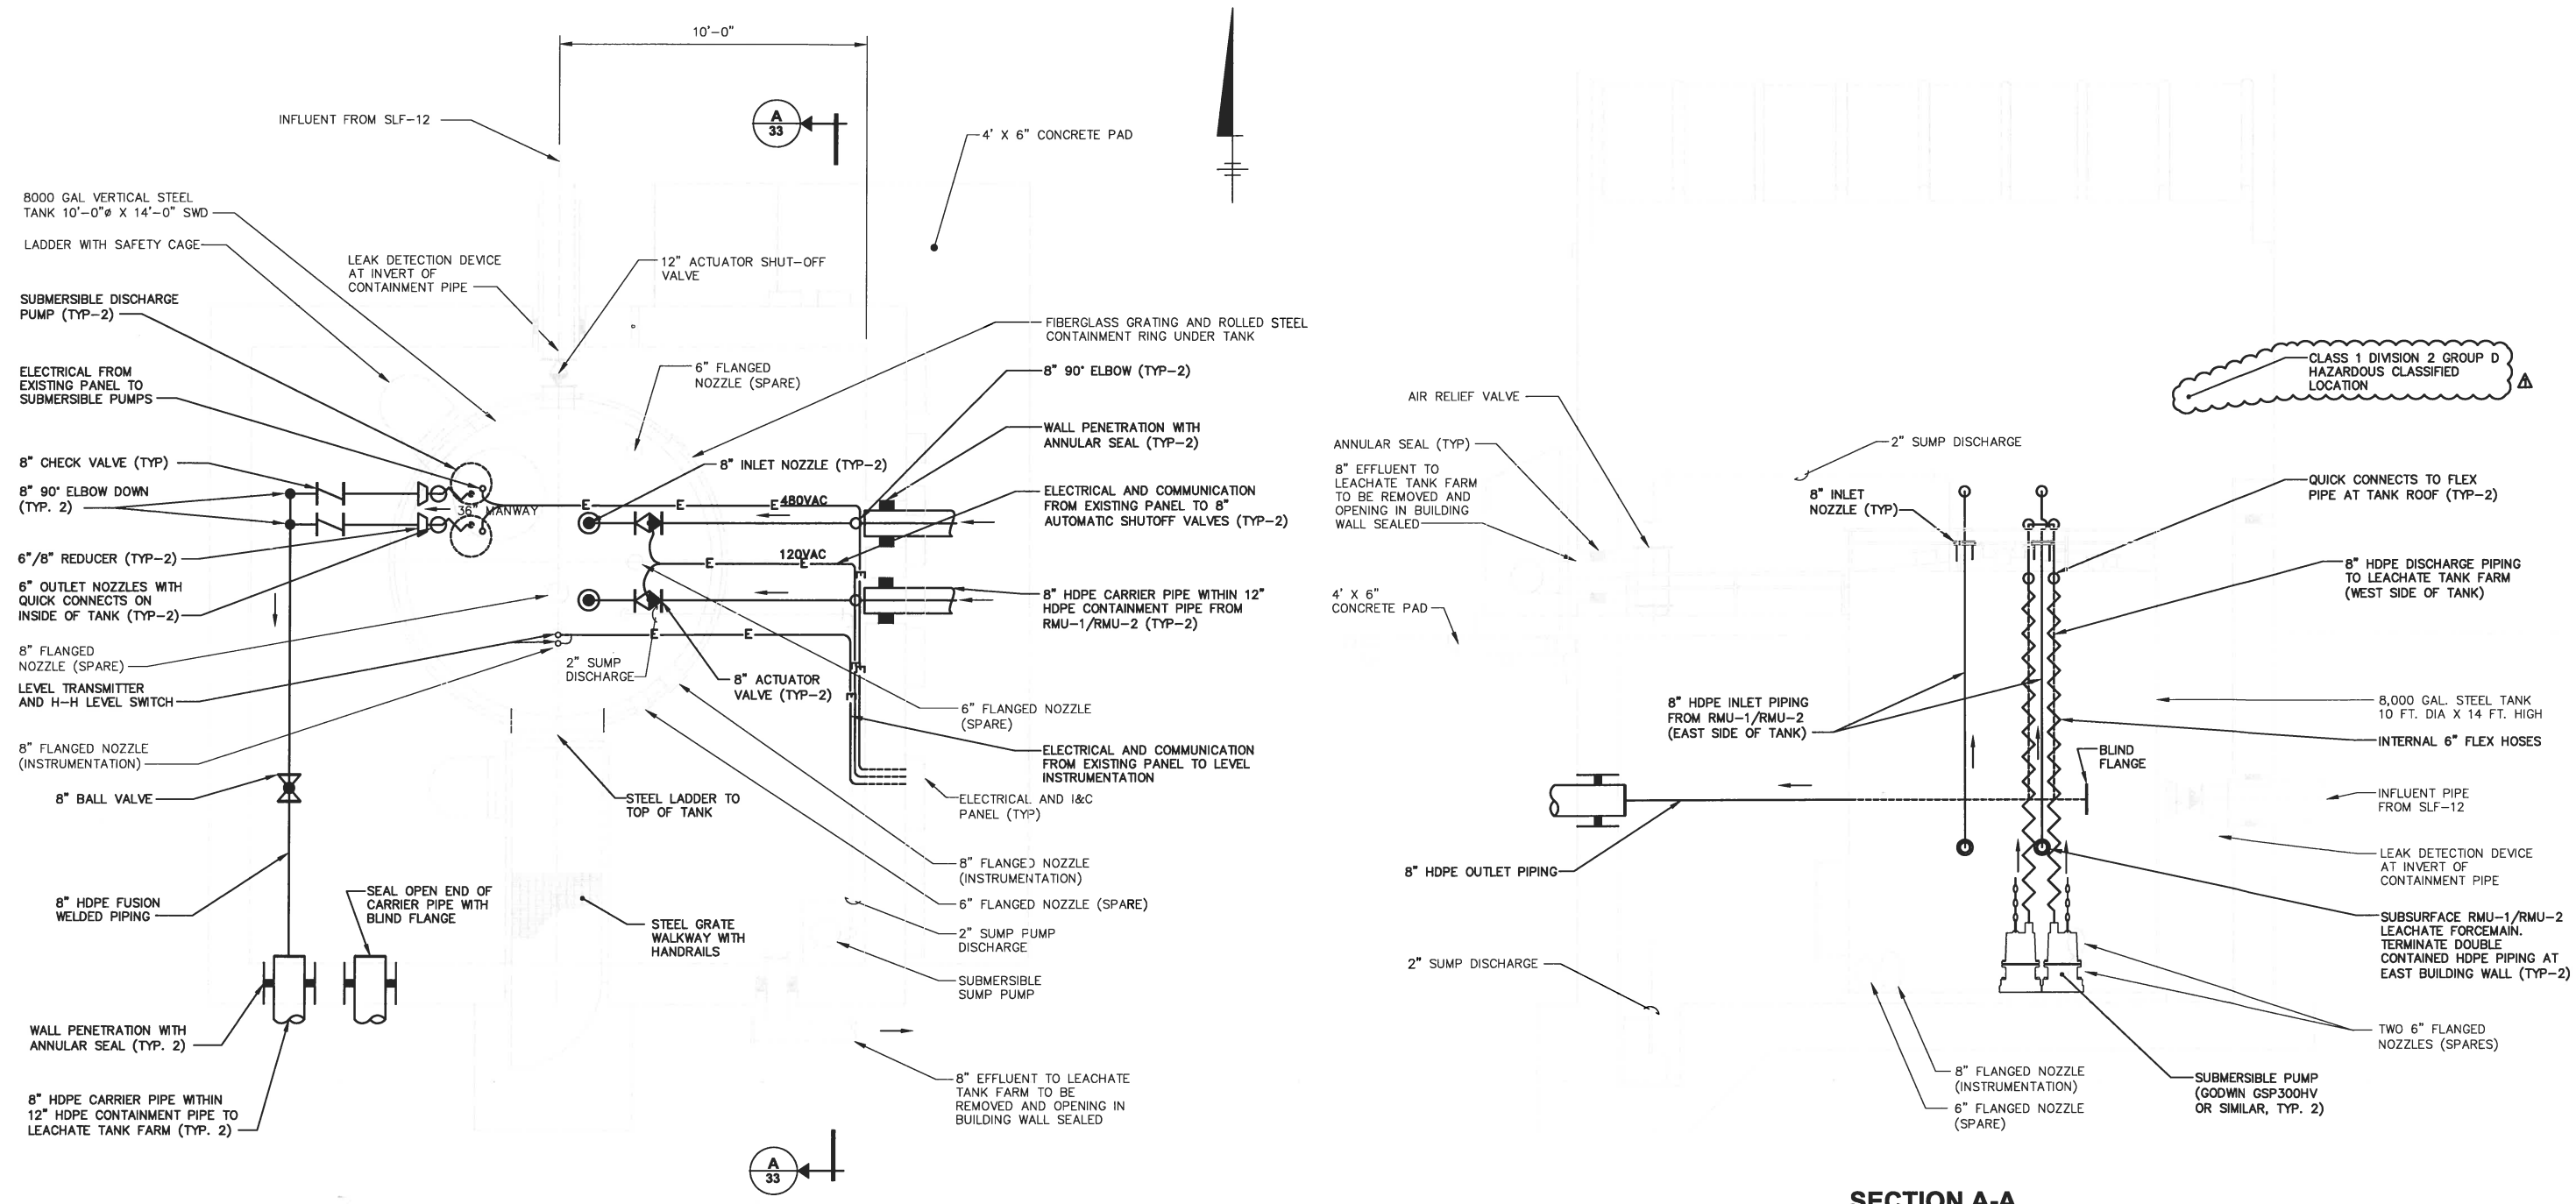 10'-0"
INFLUENT FROM SLF-12
A
33
4' X 6" CONCRETE PAD
8000 GAL VERTICAL STEEL
TANK 10'-0"ø X 14'-0" SWD
LADDER WITH SAFETY CAGE
LEAK DETECTION DEVICE
AT INVERT OF
CONTAINMENT PIPE
12" ACTUATOR SHUT-OFF
VALVE
SUBMERSIBLE DISCHARGE
PUMP (TYP-2)
FIBERGLASS GRATING AND ROLLED STEEL
CONTAINMENT RING UNDER TANK
6" FLANGED
NOZZLE (SPARE)
8" 90° ELBOW (TYP-2)
ELECTRICAL FROM
EXISTING PANEL TO
SUBMERSIBLE PUMPS
WALL PENETRATION WITH
ANNULAR SEAL (TYP-2)
8" CHECK VALVE (TYP)
8" INLET NOZZLE (TYP-2)
8" 90° ELBOW DOWN
(TYP. 2)
36" MANWAY
E
E
E
480VAC
ELECTRICAL AND COMMUNICATION
FROM EXISTING PANEL TO 8"
AUTOMATIC SHUTOFF VALVES (TYP-2)
6"/8" REDUCER (TYP-2)
120VAC
E
E
E
6" OUTLET NOZZLES WITH
QUICK CONNECTS ON
INSIDE OF TANK (TYP-2)
8" HDPE CARRIER PIPE WITHIN 12"
HDPE CONTAINMENT PIPE FROM
RMU-1/RMU-2 (TYP-2)
8" FLANGED
NOZZLE (SPARE)
E
E
E
E
E
2" SUMP
DISCHARGE
8" ACTUATOR
VALVE (TYP-2)
LEVEL TRANSMITTER
AND H-H LEVEL SWITCH
6" FLANGED NOZZLE
(SPARE)
8" FLANGED NOZZLE
(INSTRUMENTATION)
ELECTRICAL AND COMMUNICATION
FROM EXISTING PANEL TO LEVEL
INSTRUMENTATION
8" BALL VALVE
STEEL LADDER TO
TOP OF TANK
ELECTRICAL AND I&C
PANEL (TYP)
8" FLANGED NOZZLE
(INSTRUMENTATION)
8" HDPE FUSION
WELDED PIPING
SEAL OPEN END OF
CARRIER PIPE WITH
BLIND FLANGE
6" FLANGED NOZZLE (SPARE)
STEEL GRATE
WALKWAY WITH
HANDRAILS
2" SUMP PUMP
DISCHARGE
SUBMERSIBLE
SUMP PUMP
WALL PENETRATION WITH
ANNULAR SEAL (TYP. 2)
8" EFFLUENT TO LEACHATE
TANK FARM TO BE
REMOVED AND OPENING IN
BUILDING WALL SEALED
8" HDPE CARRIER PIPE WITHIN
12" HDPE CONTAINMENT PIPE TO
LEACHATE TANK FARM (TYP. 2)
A
33
CLASS 1 DIVISION 2 GROUP D
HAZARDOUS CLASSIFIED
LOCATION
1
AIR RELIEF VALVE
ANNULAR SEAL (TYP)
2" SUMP DISCHARGE
8" EFFLUENT TO
LEACHATE TANK FARM
TO BE REMOVED AND
OPENING IN BUILDING
WALL SEALED
8" INLET
NOZZLE (TYP)
QUICK CONNECTS TO FLEX
PIPE AT TANK ROOF (TYP-2)
8" HDPE DISCHARGE PIPING
TO LEACHATE TANK FARM
(WEST SIDE OF TANK)
4' X 6"
CONCRETE PAD
8" HDPE INLET PIPING
FROM RMU-1/RMU-2
(EAST SIDE OF TANK)
8,000 GAL. STEEL TANK
10 FT. DIA X 14 FT. HIGH
INTERNAL 6" FLEX HOSES
BLIND
FLANGE
INFLUENT PIPE
FROM SLF-12
8" HDPE OUTLET PIPING
LEAK DETECTION DEVICE
AT INVERT OF
CONTAINMENT PIPE
SUBSURFACE RMU-1/RMU-2
LEACHATE FORCEMAIN.
TERMINATE DOUBLE
CONTAINED HDPE PIPING AT
EAST BUILDING WALL (TYP-2)
2" SUMP DISCHARGE
TWO 6" FLANGED
NOZZLES (SPARES)
8" FLANGED NOZZLE
(INSTRUMENTATION)
6" FLANGED NOZZLE
(SPARE)
SUBMERSIBLE PUMP
(GODWIN GSP300HV
OR SIMILAR, TYP. 2)
SECTION A-A